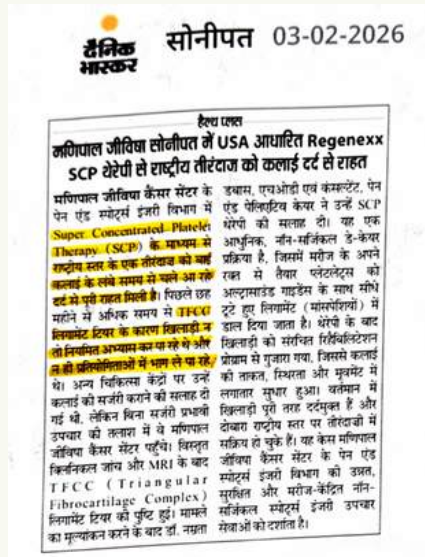 दैनिक
भास्कर
सोनीपत 03-02-2026
हैल्थ प्लस
मणिपाल जीविषा सोनीपत में USA आधारित Regenexx
SCP थेरेपी से राष्ट्रीय तीरंदाज को कलाई दर्द से राहत
मणिपाल जीविषा कैंसर सेंटर के
पेन एंड स्पोर्ट्स इंजरी विभाग में
Super Concentrated Platelet
Therapy (SCP) के माध्यम से
राष्ट्रीय स्तर के एक तीरंदाज को बाई
कलाई के लंबे समय से चले आ रहे
दर्द से पूरी राहत मिली है। पिछले छह
महीने से अधिक समय से TFCC
लिगामेंट टियर के कारण खिलाड़ी न
तो नियमित अभ्यास कर पा रहे थे और
न ही प्रतियोगिताओं में भाग ले पा रहे
थे। अन्य चिकित्सा केंद्रों पर उन्हें
कलाई की सर्जरी कराने की सलाह दी
गई थी, लेकिन बिना सर्जरी प्रभावी
उपचार की तलाश में वे मणिपाल
जीविषा कैंसर सेंटर पहुँचे। विस्तृत
क्लिनिकल जांच और MRI के बाद
TFCC (Triangular
Fibrocartilage Complex)
लिगामेंट टियर की पुष्टि हुई। मामले
का मूल्यांकन करने के बाद डॉ. नम्रता
डबास, एचओडी एवं कंसल्टेंट, पेन
एंड पेलिएटिव केयर ने उन्हें SCP
थेरेपी की सलाह दी। यह एक
आधुनिक, नॉन-सर्जिकल डे-केयर
प्रक्रिया है, जिसमें मरीज के अपने
रक्त से तैयार प्लेटलेट्स को
अल्ट्रासाउंड गाइडेंस के साथ सीधे
टूटे हुए लिगामेंट (मांसपेशियों) में
डाल दिया जाता है। थेरेपी के बाद
खिलाड़ी को संरचित रिहैबिलिटेशन
प्रोग्राम से गुजारा गया, जिससे कलाई
की ताकत, स्थिरता और मूवमेंट में
लगातार सुधार हुआ। वर्तमान में
खिलाड़ी पूरी तरह दर्दमुक्त हैं और
दोबारा राष्ट्रीय स्तर पर तीरंदाजी में
सक्रिय हो चुके हैं। यह केस मणिपाल
जीविषा कैंसर सेंटर के पेन एंड
स्पोर्ट्स इंजरी विभाग की उन्नत,
सुरक्षित और मरीज-केंद्रित नॉन-
सर्जिकल स्पोर्ट्स इंजरी उपचार
सेवाओं को दर्शाता है।